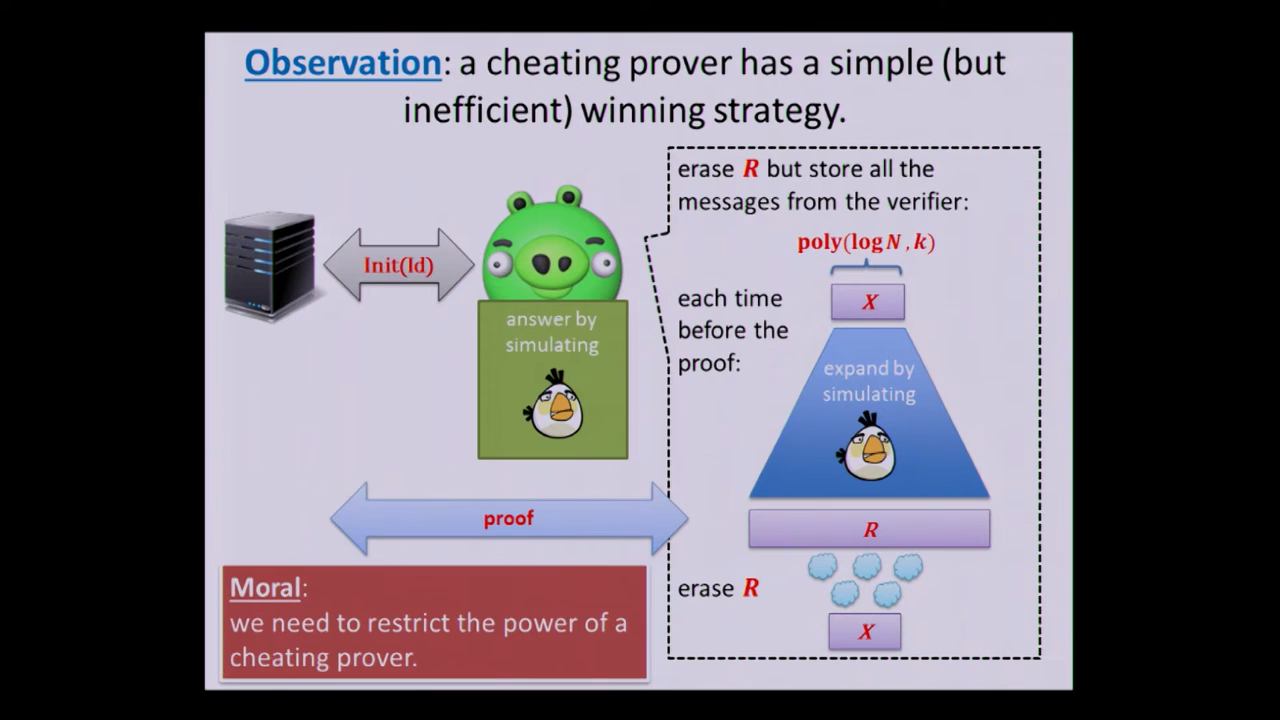 Observation: a cheating prover has a simple (but
inefficient) winning strategy.
erase R but store all the
messages from the verifier:
poly(log N , k)
Init(Id)
X
each time
before the
proof:
answer by
simulating
expand by
simulating
proof
R
erase R
X
Moral:
we need to restrict the power of a
cheating prover.